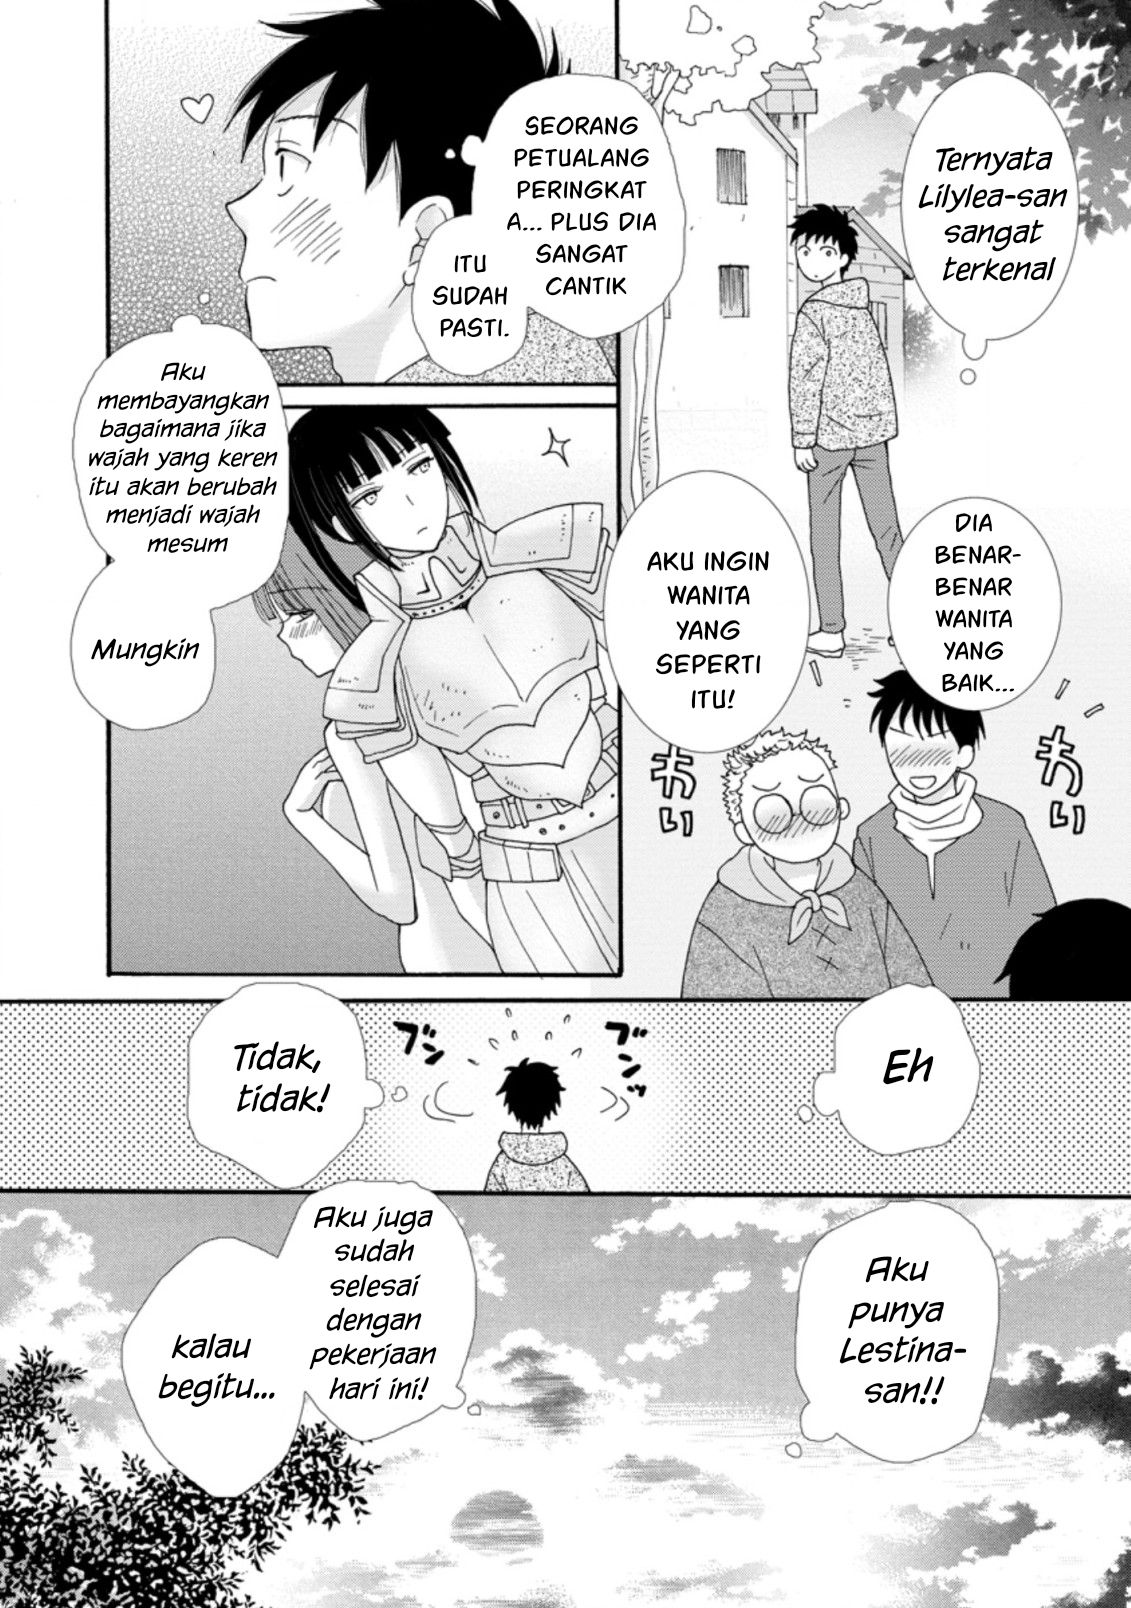 Ternyata
Lilylea-san
sangat
terkenal
DIA
BENAR-
BENAR
WANITA
YANG
BAIK...
AKU INGIN
WANITA
YANG
SEPERTI
ITU!
わい
わい
SEORANG
PETUALANG
PERINGKAT
A... PLUS DIA
SANGAT
CANTIK
ITU
SUDAH
PASTI.
Aku
membayangkan
bagaimana jika
wajah yang keren
itu akan berubah
menjadi wajah
mesum
Mungkin
Eh
ブンッ
ブンッ
Tidak,
tidak!
Aku
punya
Lestina-
san!!
Aku juga
sudah
selesai
dengan
pekerjaan
hari ini!
kalau
begitu...